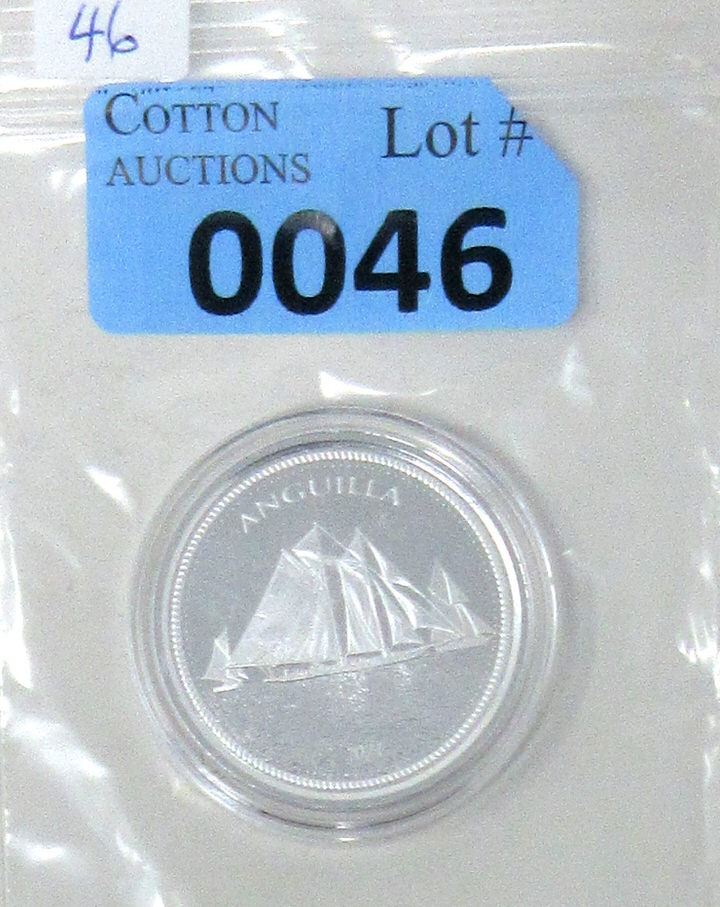 46
COTTON
AUCTIONS
Lot #
0046
ANGUILLA